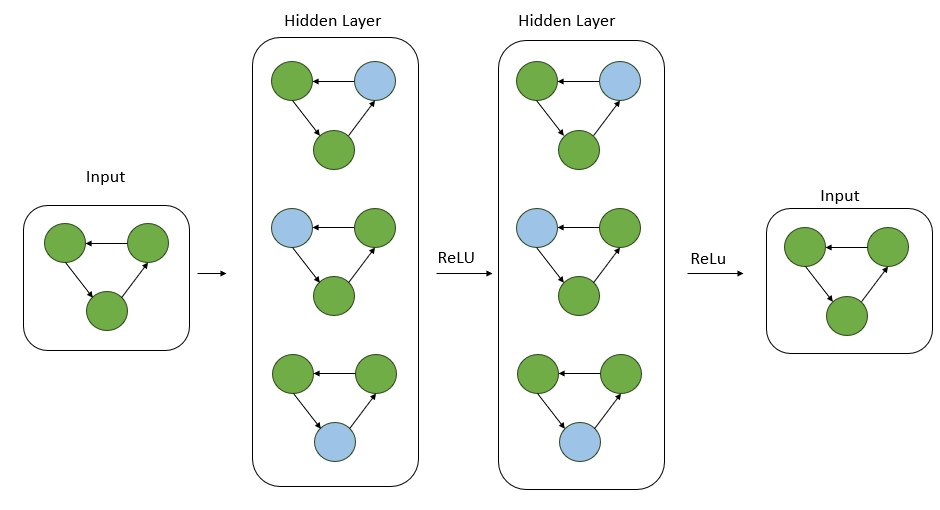 Hidden Layer
Hidden Layer
Input
Input
ReLU
ReLu